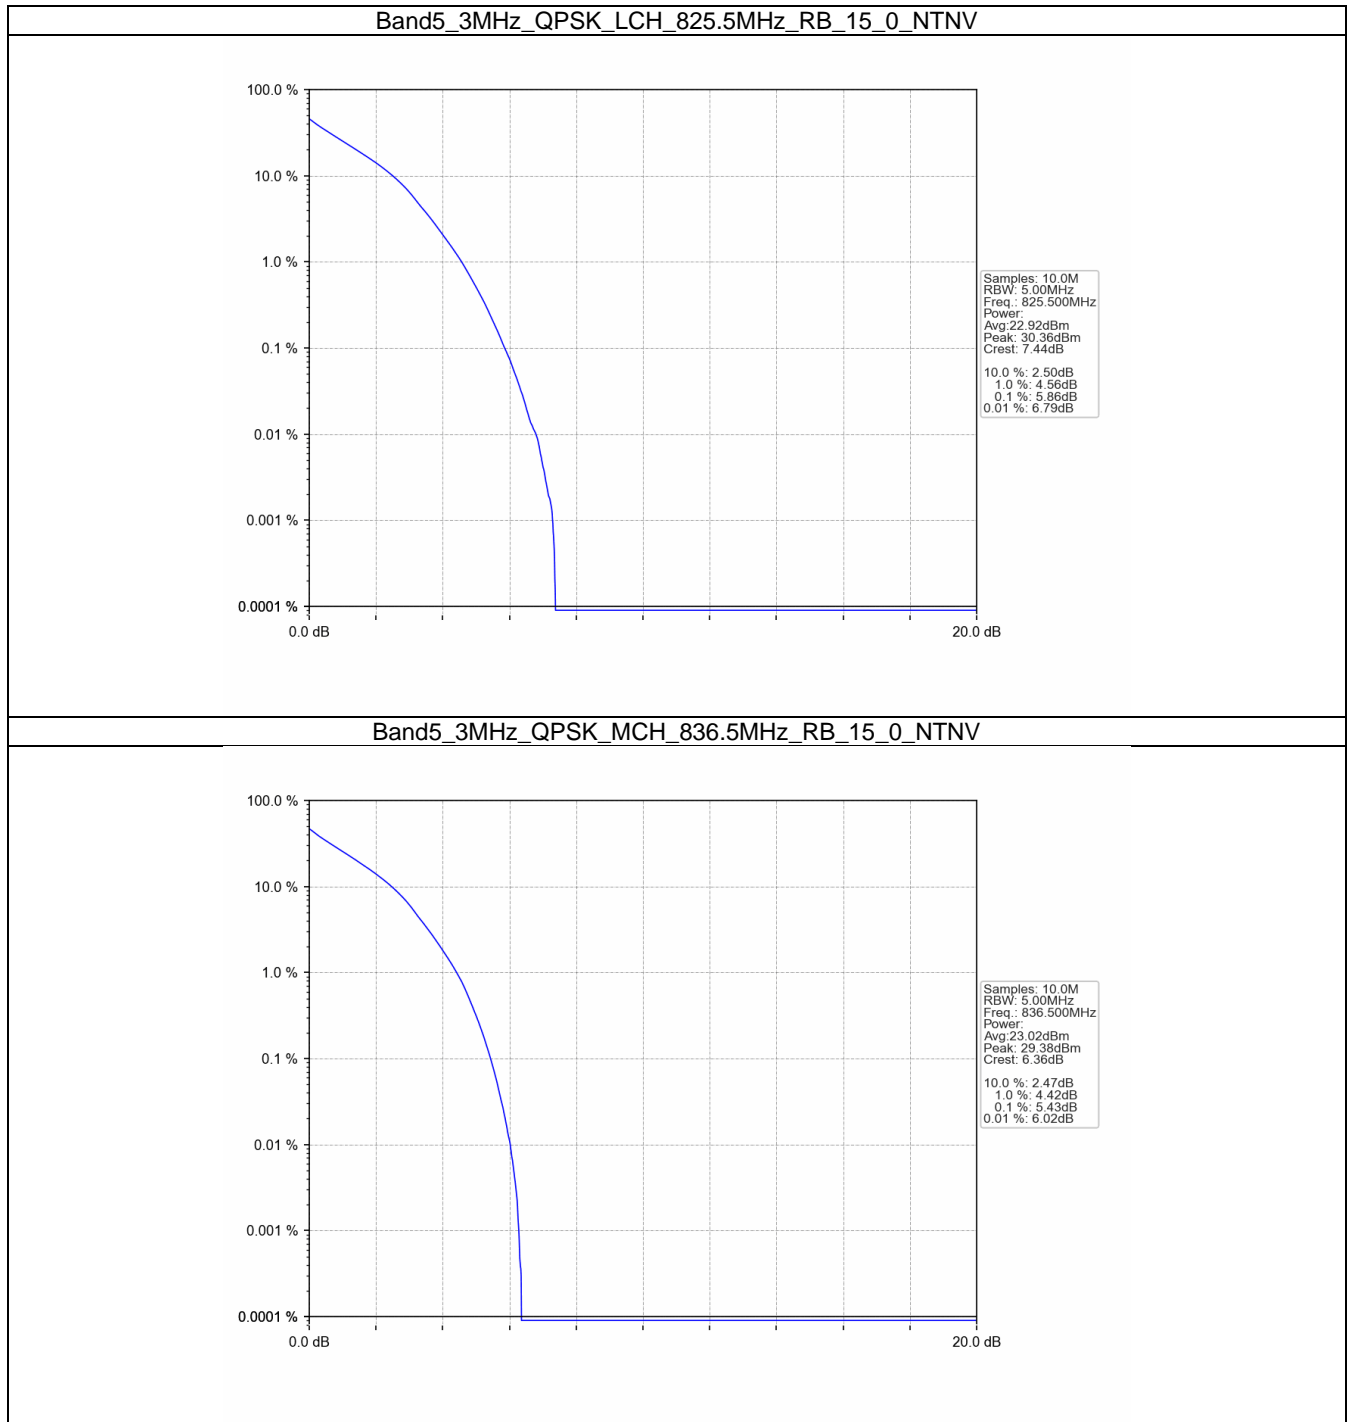 Band5_3MHz_QPSK_LCH_825.5MHz_RB_15_0_NTNV
100.0 %
10.0 %
1.0 %
0.1 %
0.01 %
0.001 %
0.0001 %
0.0 dB
20.0 dB
Samples: 10.0M
RBW: 5.00MHz
Freq.: 825.500MHz
Power:
Avg:22.92dBm
Peak: 30.36dBm
Crest: 7.44dB
10.0 %: 2.50dB
1.0 %: 4.56dB
0.1 %: 5.86dB
0.01 %: 6.79dB
Band5_3MHz_QPSK_MCH_836.5MHz_RB_15_0_NTNV
100.0 %
10.0 %
1.0 %
0.1 %
0.01 %
0.001 %
0.0001 %
0.0 dB
20.0 dB
Samples: 10.0M
RBW: 5.00MHz
Freq.: 836.500MHz
Power:
Avg:23.02dBm
Peak: 29.38dBm
Crest: 6.36dB
10.0 %: 2.47dB
1.0 %: 4.42dB
0.1 %: 5.43dB
0.01 %: 6.02dB